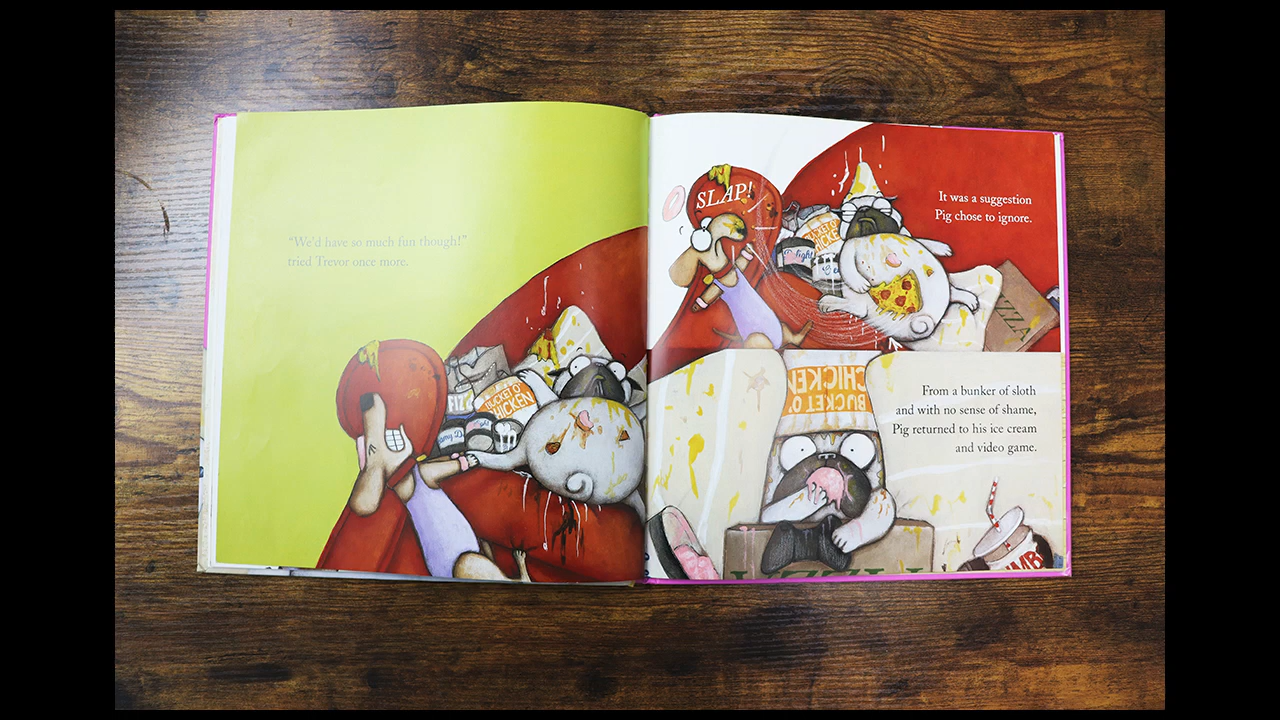 “We’d have so much fun though!”
tried Trevor once more.
BUCKET O'
CHICKEN
SLAP!
It was a suggestion
Pig chose to ignore.
PIZZA
From a bunker of sloth
and with no sense of shame,
Pig returned to his ice cream
and video game.
CHICKEN
BUCKET O'